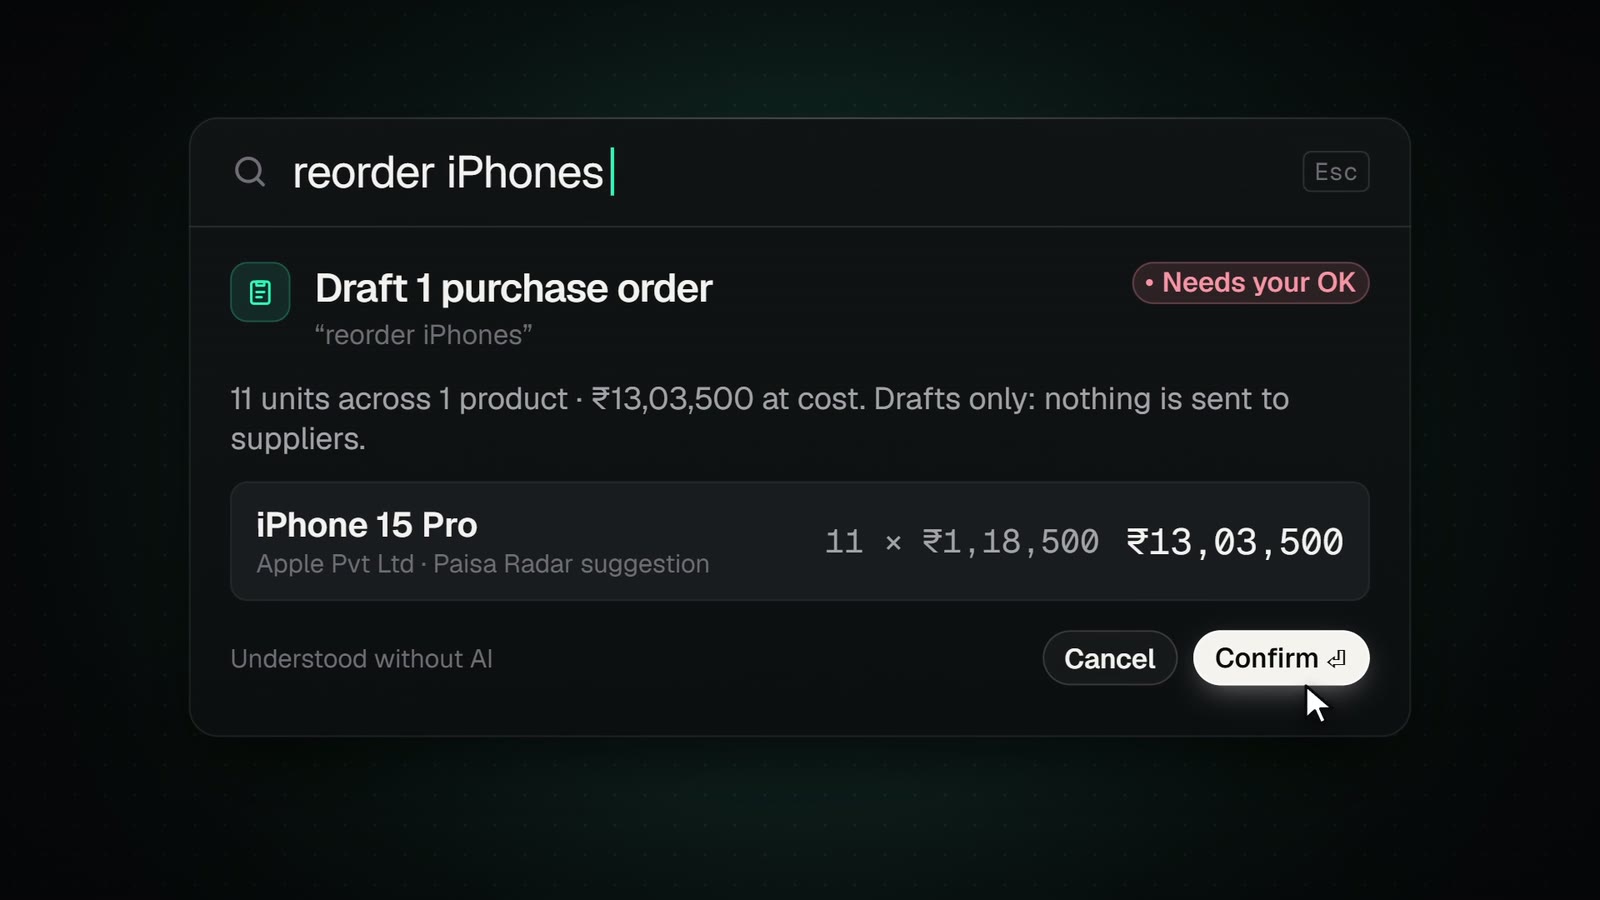 reorder iPhones
Esc
Draft 1 purchase order
• Needs your OK
“reorder iPhones”
11 units across 1 product · ₹13,03,500 at cost. Drafts only: nothing is sent to
suppliers.
iPhone 15 Pro
11 × ₹1,18,500 ₹13,03,500
Apple Pvt Ltd · Paisa Radar suggestion
Understood without AI
Cancel
Confirm ⏎